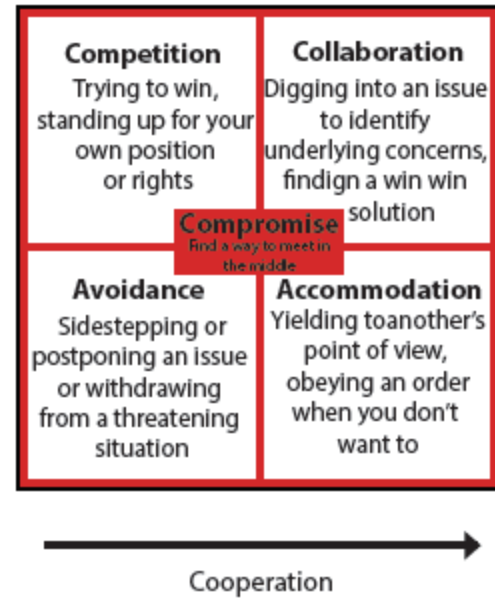 Competition
Trying to win,
standing up for your
own position
or rights
Collaboration
Digging into an issue
to identify
underlying concerns,
findign a win win
solution
Compromise
Find a way to meet in
the middle
Avoidance
Sidestepping or
postponing an issue
or withdrawing
from a threatening
situation
Accommodation
Yielding toanother's
point of view,
obeying an order
when you don't
want to
Cooperation